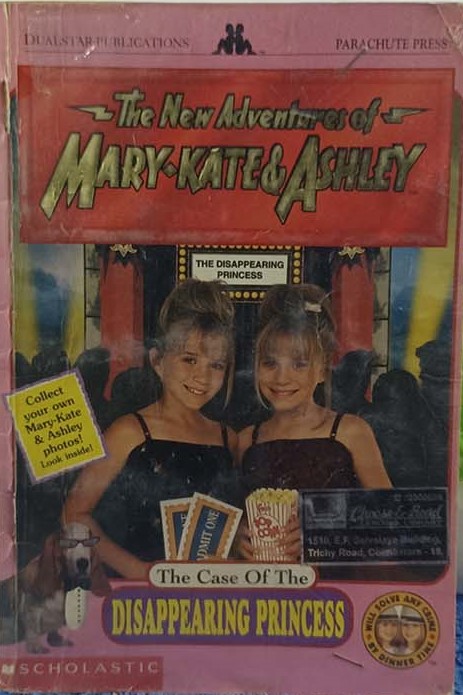 DUALSTAR PUBLICATIONS
PARACHUTE PRESS
The New Adventures of
MARY-KATE & ASHLEY
THE DISAPPEARING
PRINCESS
Collect
your own
Mary-Kate
& Ashley
photos!
Look inside!
ADMIT ONE
Choose & Read
Trichy Road,
The Case Of The
DISAPPEARING PRINCESS
WILL SOLVE ANY CRIME
BY DINNER TIME
SCHOLASTIC